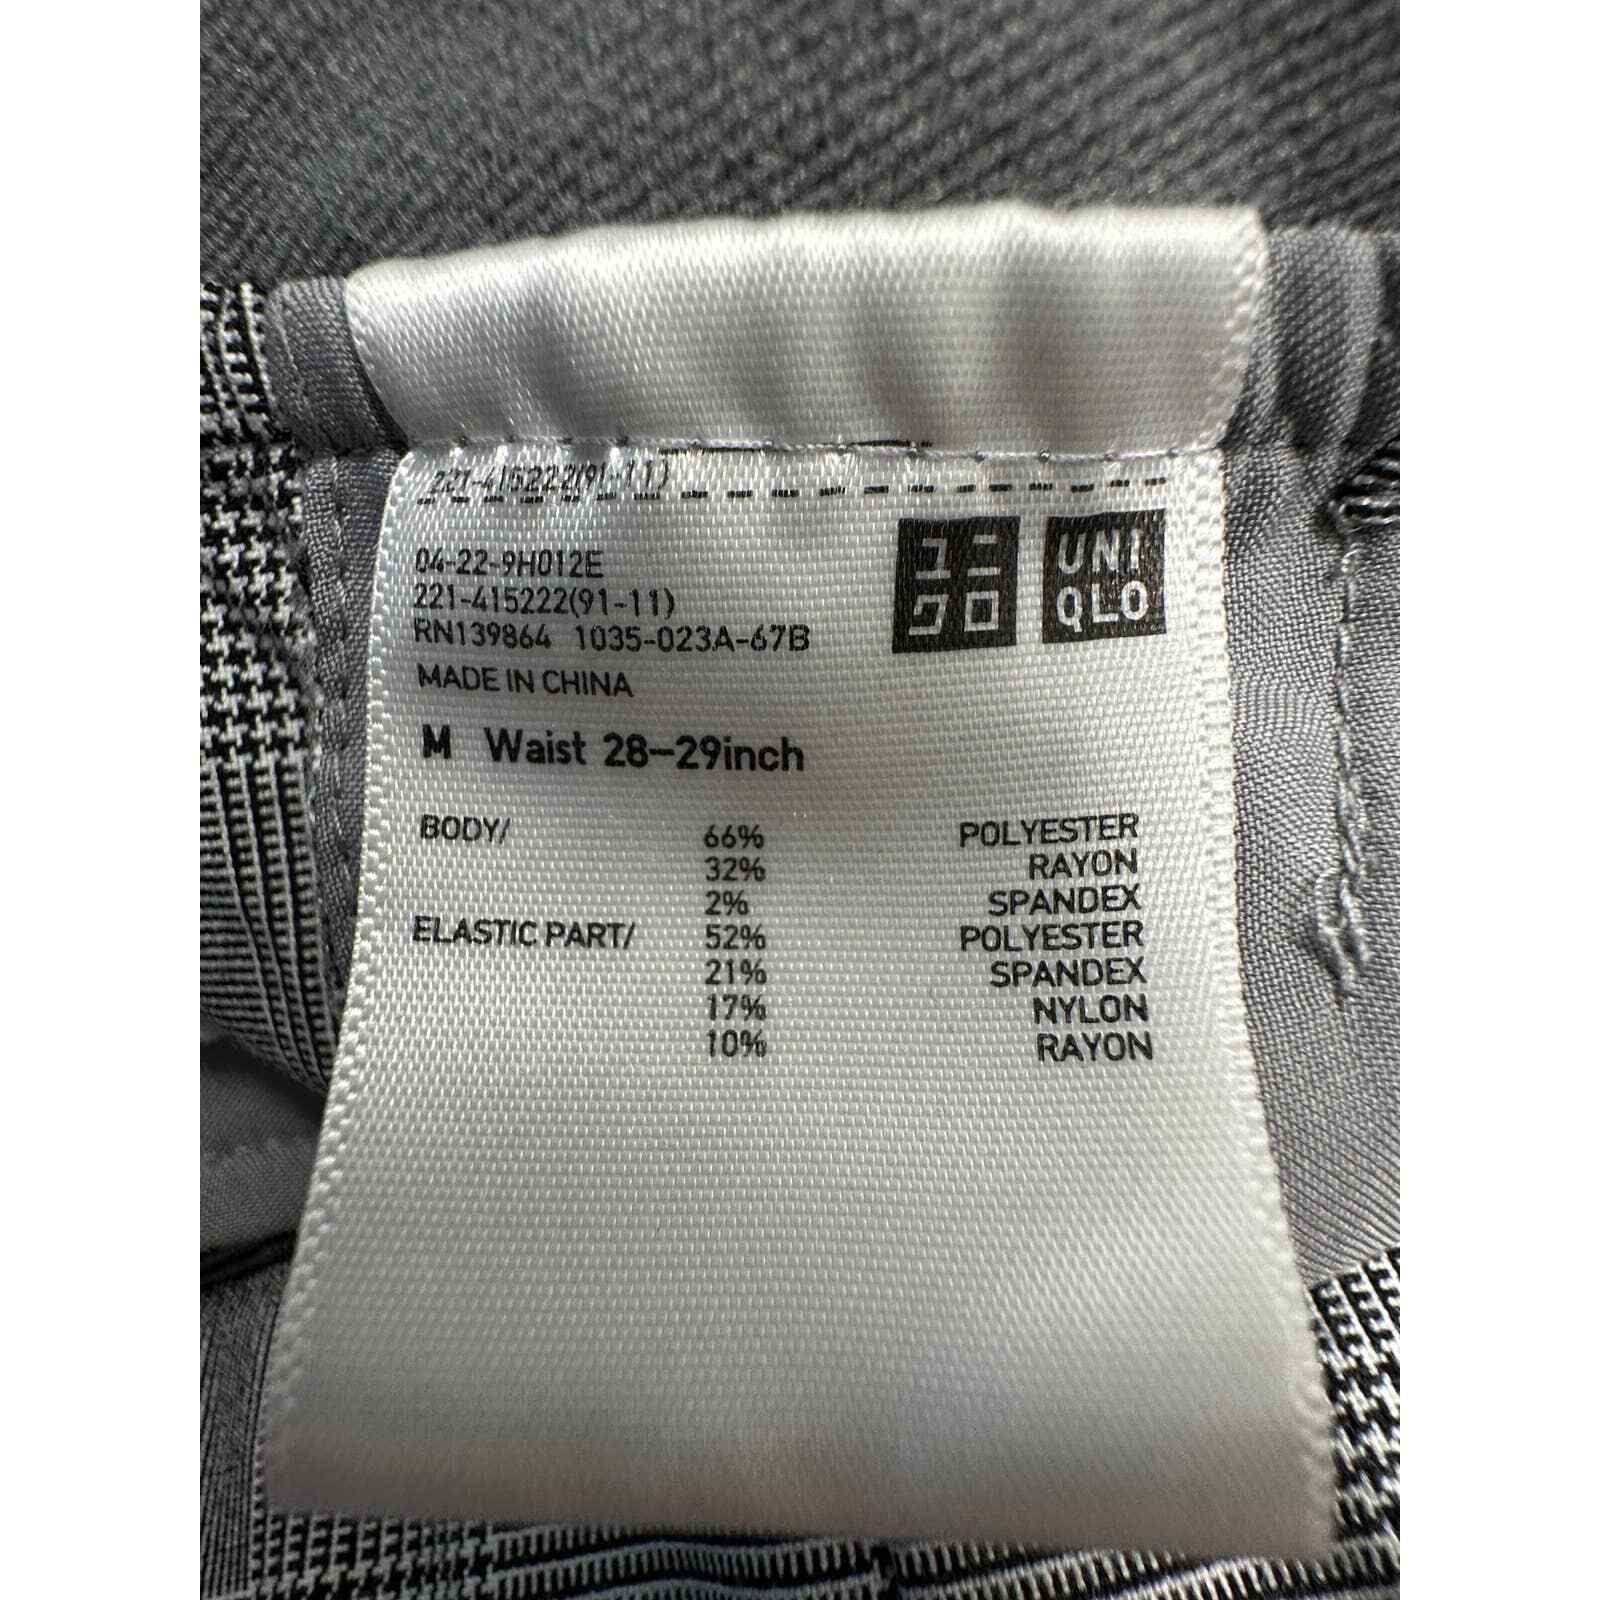 221-415222(91-11)
04-22-9H012E
221-415222(91-11)
RN139864 1035-023A-67B
MADE IN CHINA
ユニ
クロ
UNI
QLO
M Waist 28-29inch
BODY/ 66% POLYESTER
32% RAYON
2% SPANDEX
ELASTIC PART/ 52% POLYESTER
21% SPANDEX
17% NYLON
10% RAYON